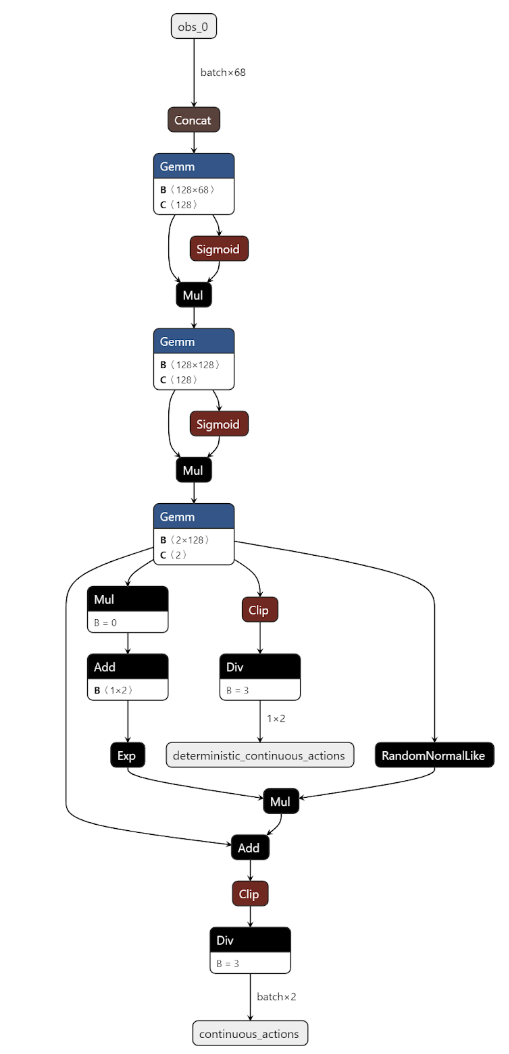 obs_0
batch×68
Concat
Gemm
B ⟨128×68⟩
C ⟨128⟩
Sigmoid
Mul
Gemm
B ⟨128×128⟩
C ⟨128⟩
Sigmoid
Mul
Gemm
B ⟨2×128⟩
C ⟨2⟩
Mul
B = 0
Clip
Add
B ⟨1×2⟩
Div
B = 3
1×2
Exp
deterministic_continuous_actions
RandomNormalLike
Mul
Add
Clip
Div
B = 3
batch×2
continuous_actions